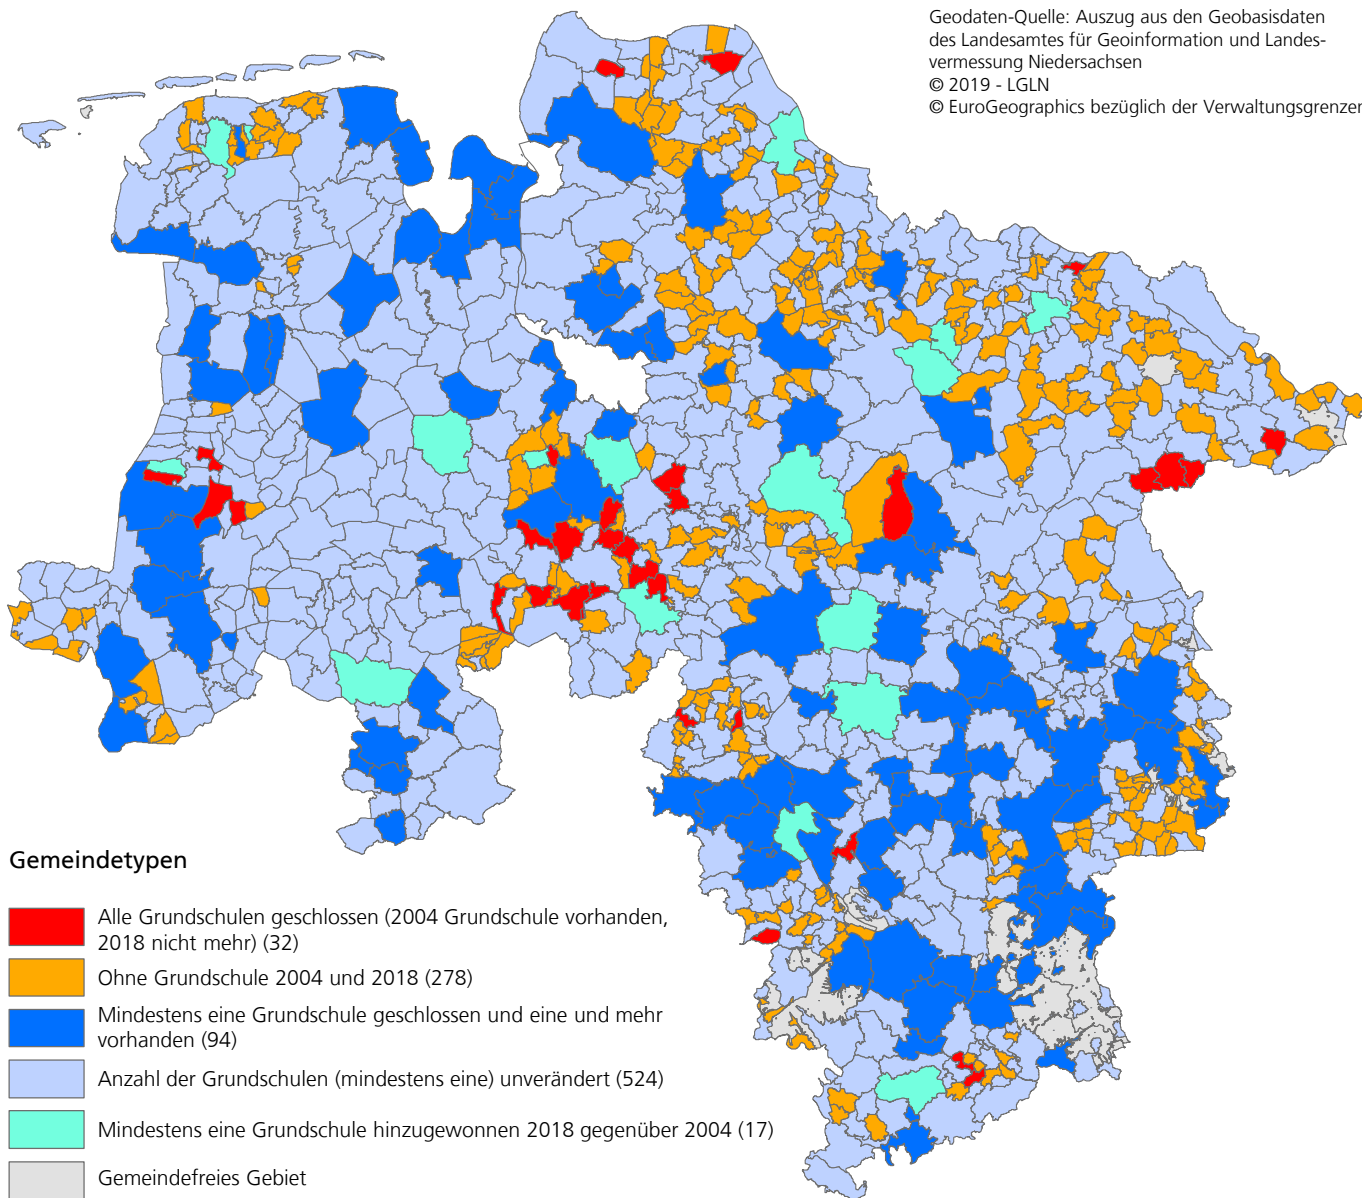 Geodaten-Quelle: Auszug aus den Geobasisdaten
des Landesamtes für Geoinformation und Landes-
vermessung Niedersachsen
© 2019 - LGLN
© EuroGeographics bezüglich der Verwaltungsgrenzen
Gemeindetypen
Alle Grundschulen geschlossen (2004 Grundschule vorhanden,
2018 nicht mehr) (32)
Ohne Grundschule 2004 und 2018 (278)
Mindestens eine Grundschule geschlossen und eine und mehr
vorhanden (94)
Anzahl der Grundschulen (mindestens eine) unverändert (524)
Mindestens eine Grundschule hinzugewonnen 2018 gegenüber 2004 (17)
Gemeindefreies Gebiet